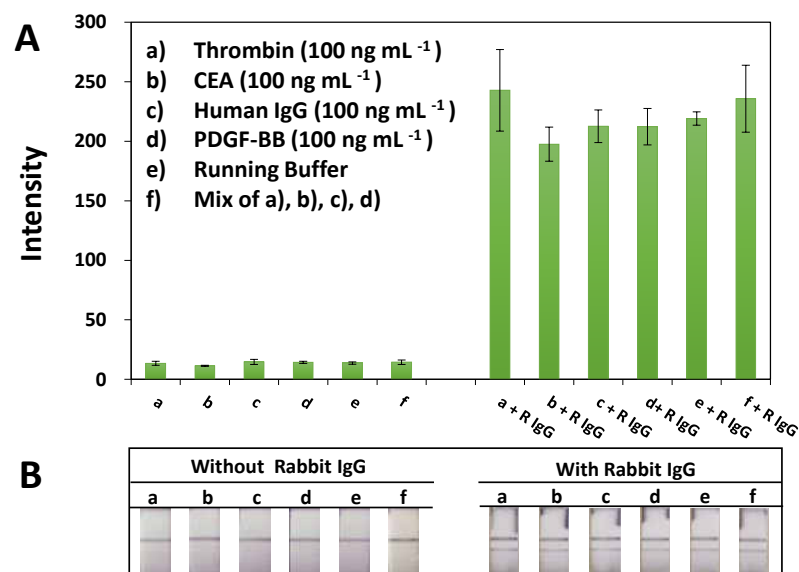 A
300
250
200
150
100
50
0
Intensity
a) Thrombin (100 ng mL -1)
b) CEA (100 ng mL -1)
c) Human IgG (100 ng mL -1)
d) PDGF-BB (100 ng mL -1)
e) Running Buffer
f) Mix of a), b), c), d)
a b c d e f a + R IgG b + R IgG c + R IgG d+ R IgG e + R IgG f + R IgG
B
Without Rabbit IgG With Rabbit IgG
a b c d e f a b c d e f